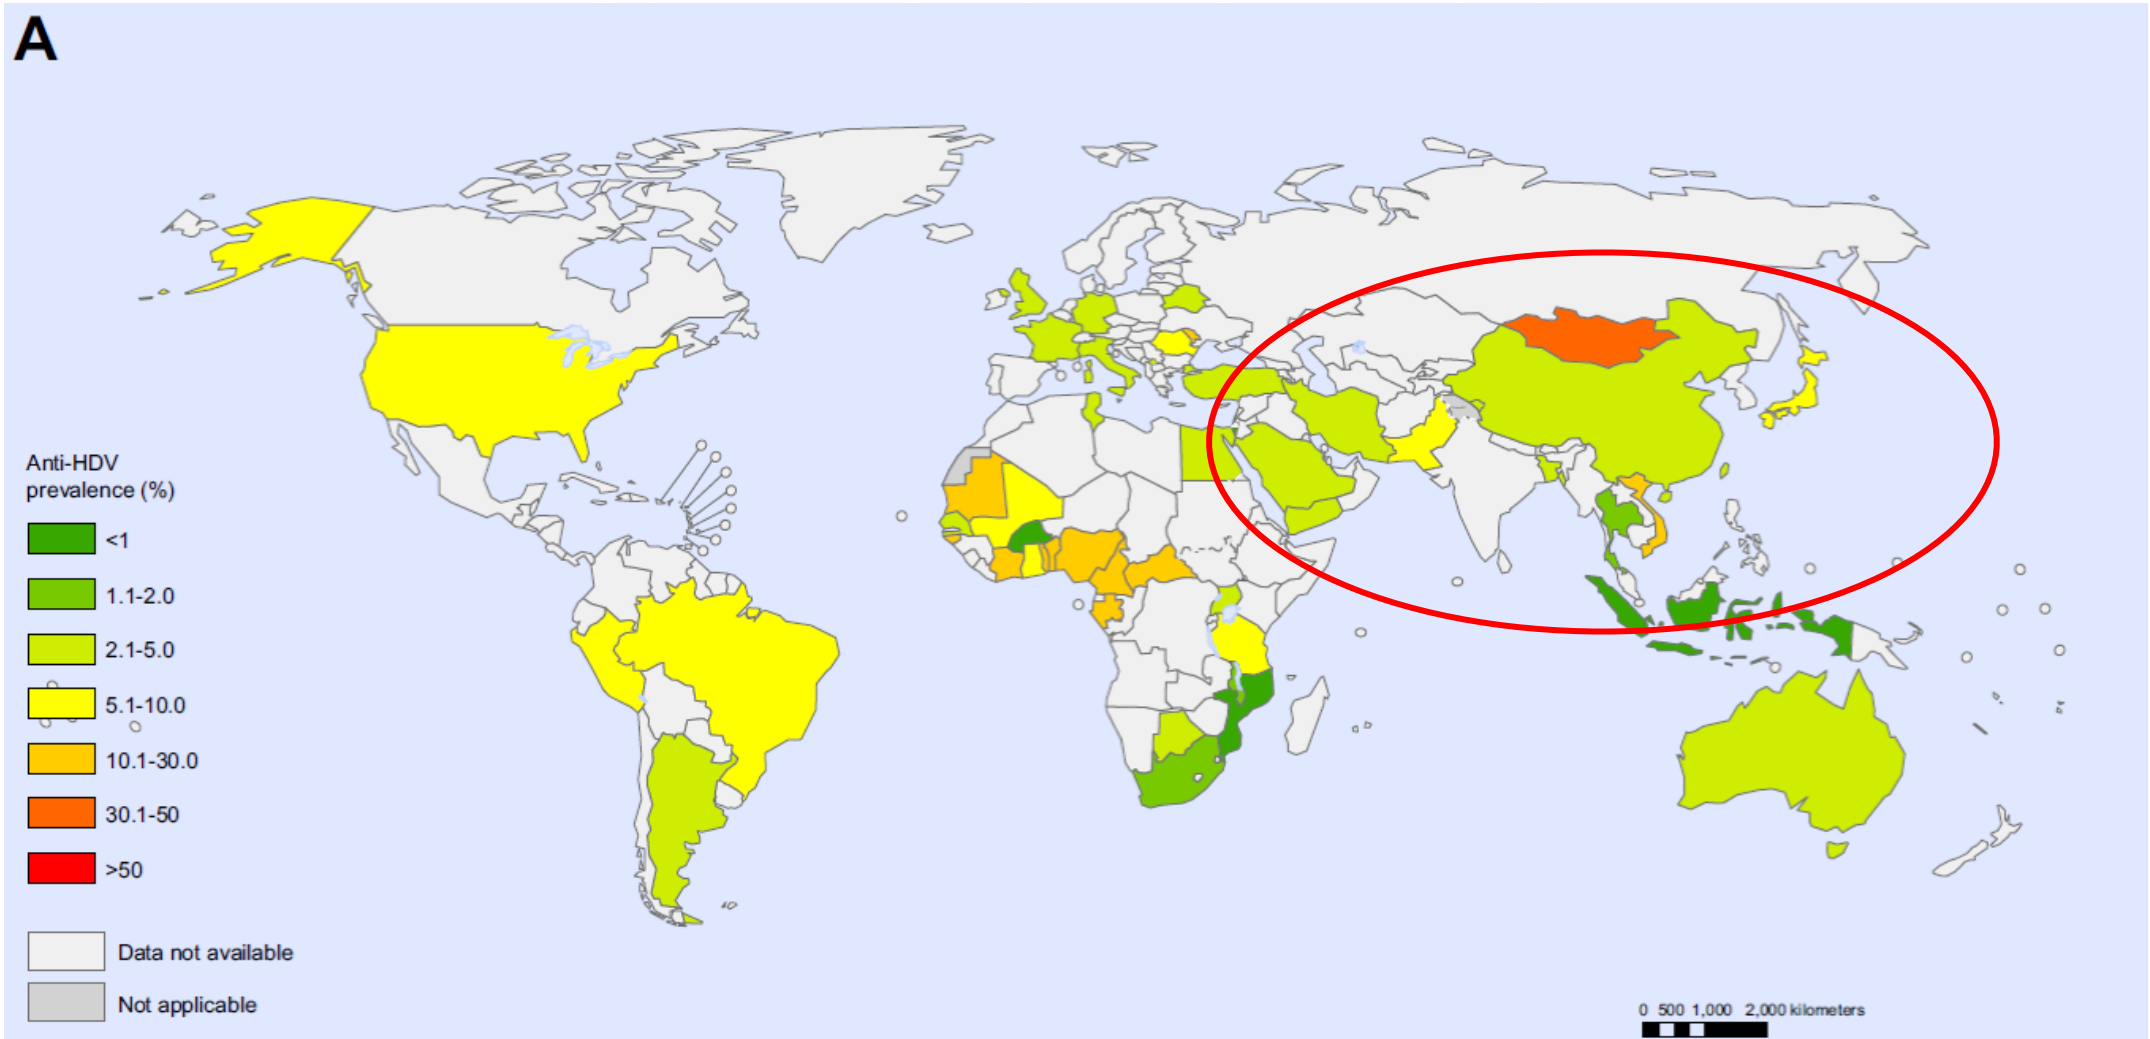 A
Anti-HDV
prevalence (%)
<1
1.1-2.0
2.1-5.0
5.1-10.0
10.1-30.0
30.1-50
>50
Data not available
Not applicable
0 500 1,000 2,000 kilometers